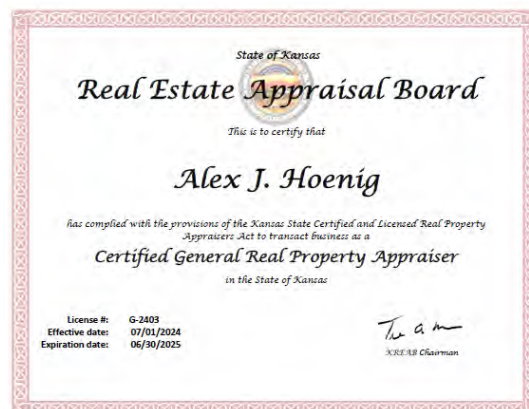 State of Kansas
Real Estate Appraisal Board
This is to certify that
Alex J. Hoenig
has complied with the provisions of the Kansas State Certified and Licensed Real Property
Appraisers Act to transact business as a
Certified General Real Property Appraiser
in the State of Kansas
License #: G-2403
Effective date: 07/01/2024
Expiration date: 06/30/2025
KREAB Chairman